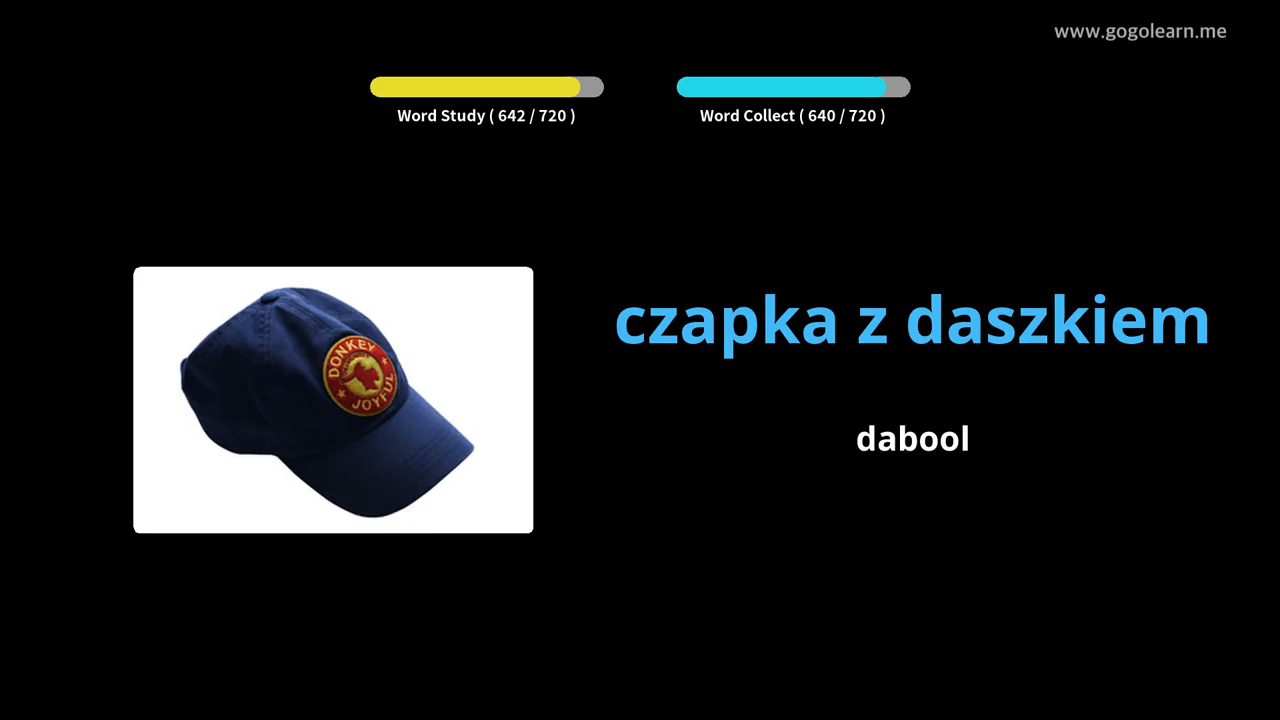 www.gogolearn.me
Word Study ( 642 / 720 )
Word Collect ( 640 / 720 )
DONKEY
JOYFUL
czapka z daszkiem
dabool